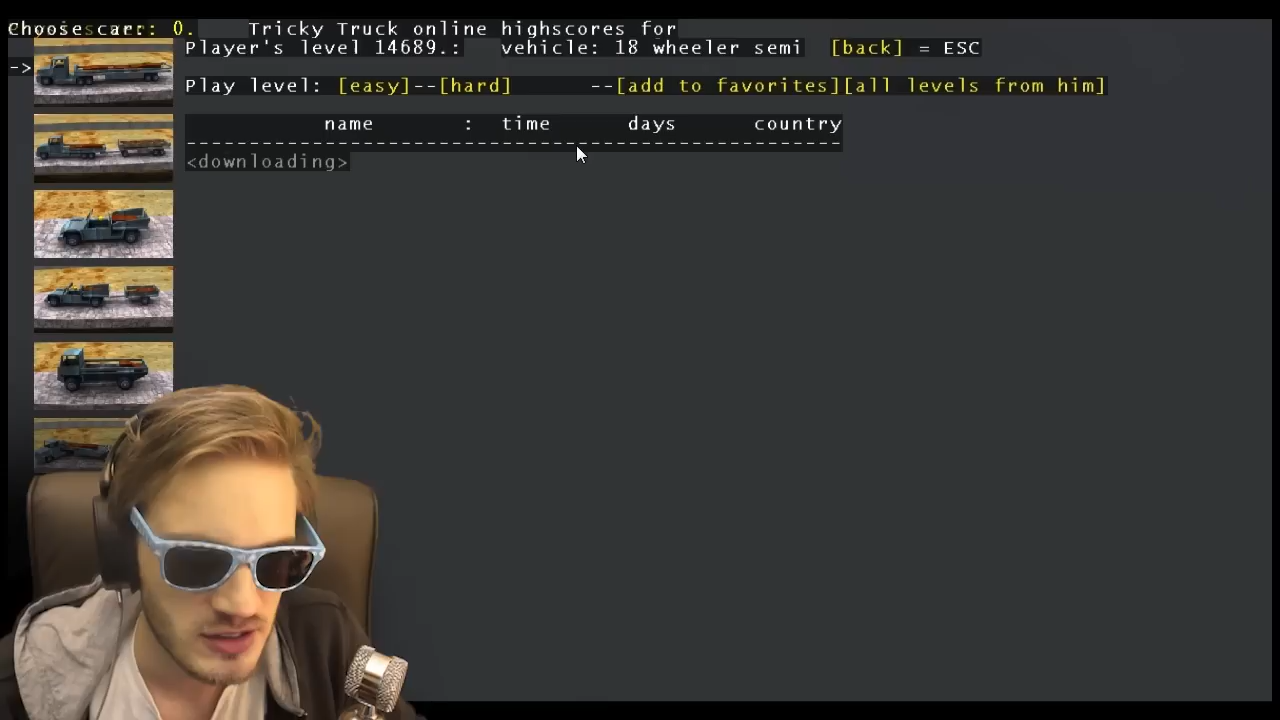 Choose carr: 0. Tricky Truck online highscores for
Player's level 14689.: vehicle: 18 wheeler semi [back] = ESC
->
Play level: [easy]--[hard] --[add to favorites][all levels from him]
name : time days country
------------------------------------------------------
<downloading>